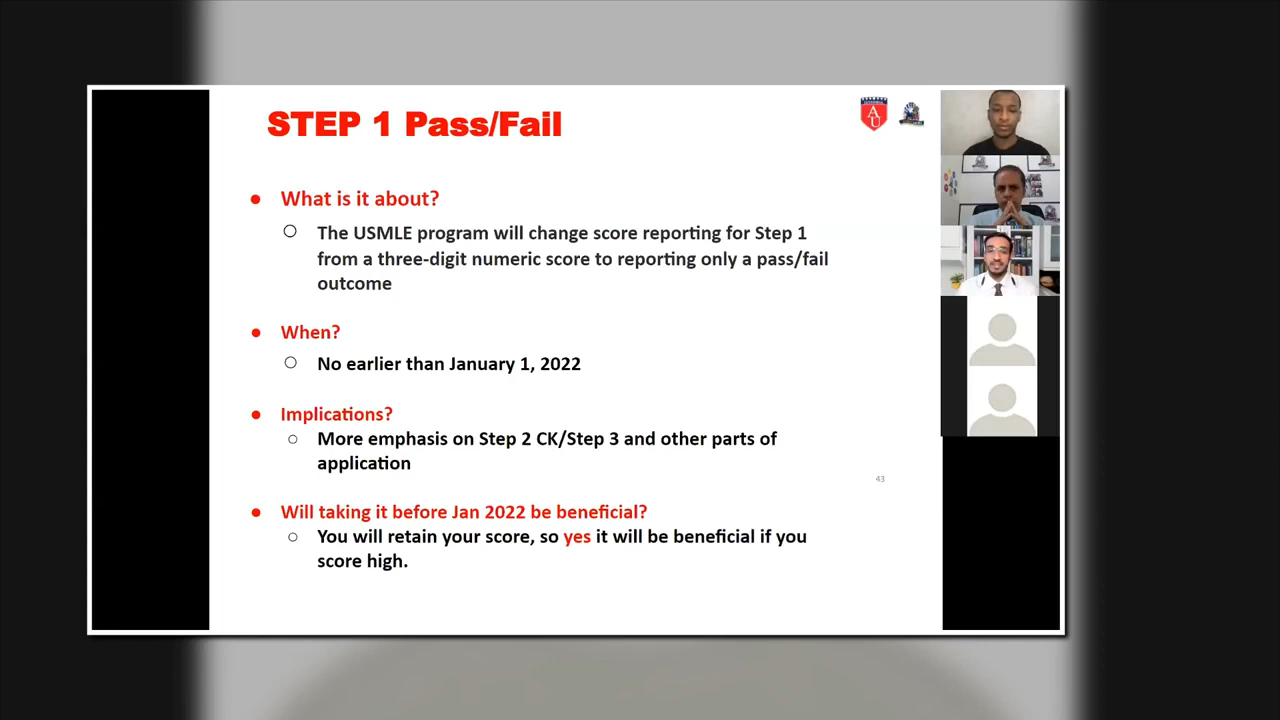 STEP 1 Pass/Fail
AU
What is it about?
The USMLE program will change score reporting for Step 1
from a three-digit numeric score to reporting only a pass/fail
outcome
When?
No earlier than January 1, 2022
Implications?
More emphasis on Step 2 CK/Step 3 and other parts of
application
43
Will taking it before Jan 2022 be beneficial?
You will retain your score, so yes it will be beneficial if you
score high.